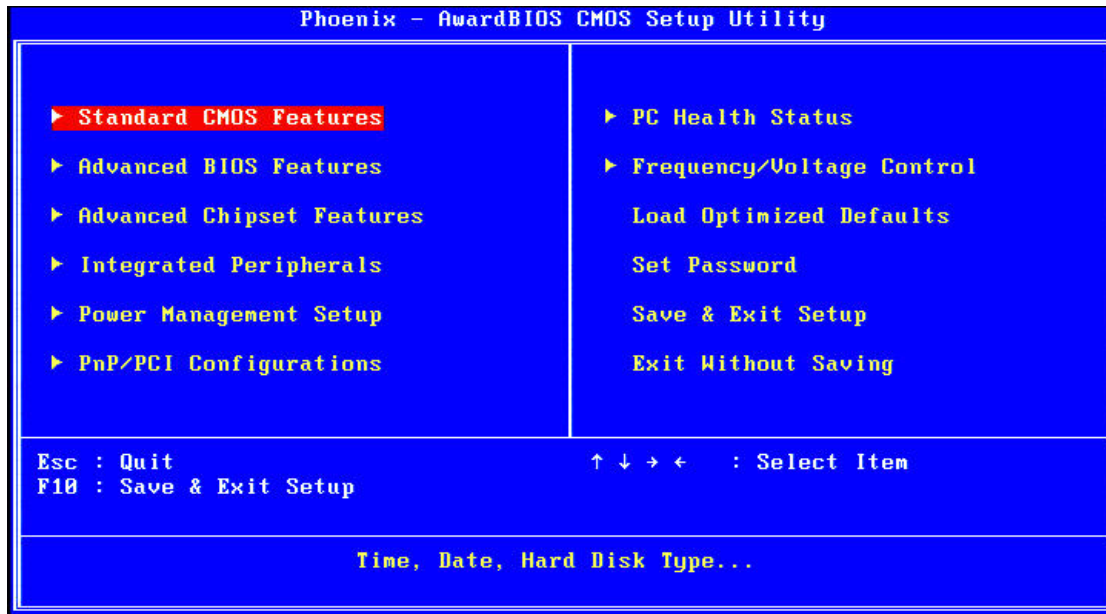 Phoenix - AwardBIOS CMOS Setup Utility
▶ Standard CMOS Features
▶ Advanced BIOS Features
▶ Advanced Chipset Features
▶ Integrated Peripherals
▶ Power Management Setup
▶ PnP/PCI Configurations
▶ PC Health Status
▶ Frequency/Voltage Control
Load Optimized Defaults
Set Password
Save & Exit Setup
Exit Without Saving
Esc : Quit
F10 : Save & Exit Setup
↑ ↓ → ← : Select Item
Time, Date, Hard Disk Type...